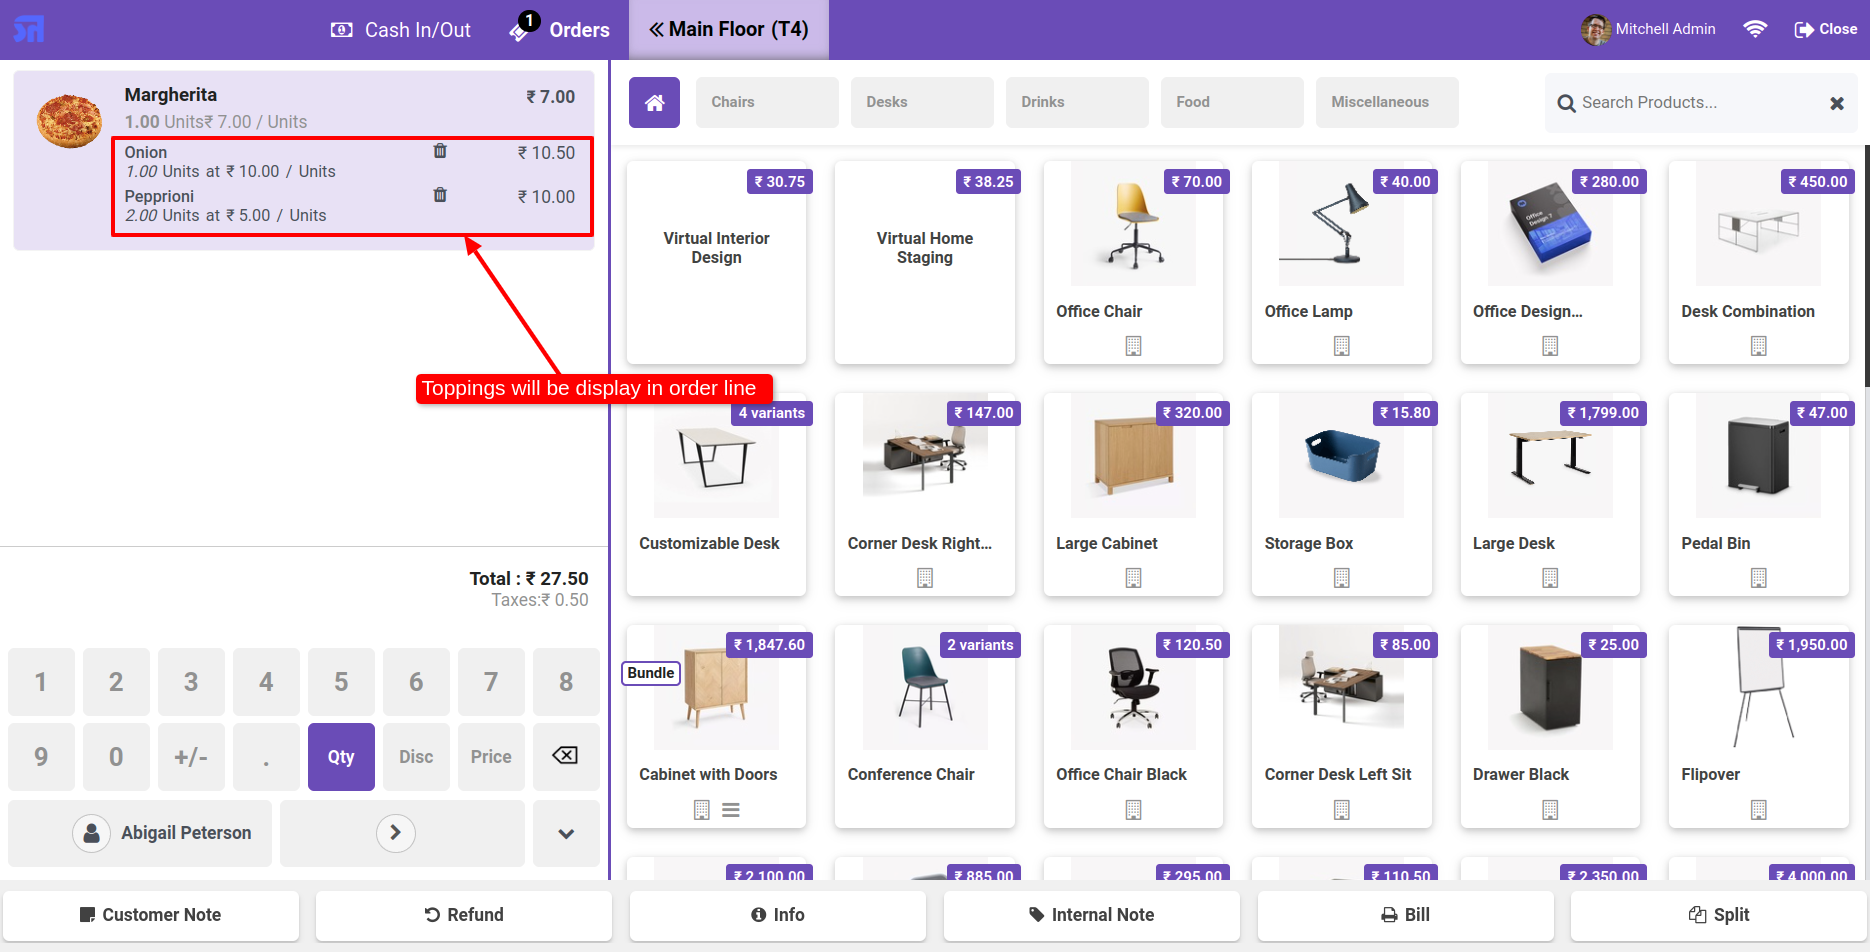 Cash In/Out
1
Orders
Main Floor (T4)
Mitchell Admin
Close
Margherita
₹ 7.00
1.00 Units₹ 7.00 / Units
Onion
₹ 10.50
1.00 Units at ₹ 10.00 / Units
Pepprioni
₹ 10.00
2.00 Units at ₹ 5.00 / Units
Toppings will be display in order line
Total : ₹ 27.50
Taxes:₹ 0.50
1 2 3 4 5 6 7 8
9 0 +/- . Qty Disc Price
Abigail Peterson
Chairs
Desks
Drinks
Food
Miscellaneous
Search Products...
₹ 30.75
Virtual Interior
Design
₹ 38.25
Virtual Home
Staging
₹ 70.00
Office Chair
₹ 40.00
Office Lamp
₹ 280.00
Office
Design 7
Office Design...
₹ 450.00
Desk Combination
4 variants
Customizable Desk
₹ 147.00
Corner Desk Right...
₹ 320.00
Large Cabinet
₹ 15.80
Storage Box
₹ 1,799.00
Large Desk
₹ 47.00
Pedal Bin
₹ 1,847.60
Bundle
Cabinet with Doors
2 variants
Conference Chair
₹ 120.50
Office Chair Black
₹ 85.00
Corner Desk Left Sit
₹ 25.00
Drawer Black
₹ 1,950.00
Flipover
₹ 2,100.00
₹ 885.00
₹ 295.00
₹ 110.50
₹ 2,350.00
₹ 4,000.00
Customer Note
Refund
Info
Internal Note
Bill
Split